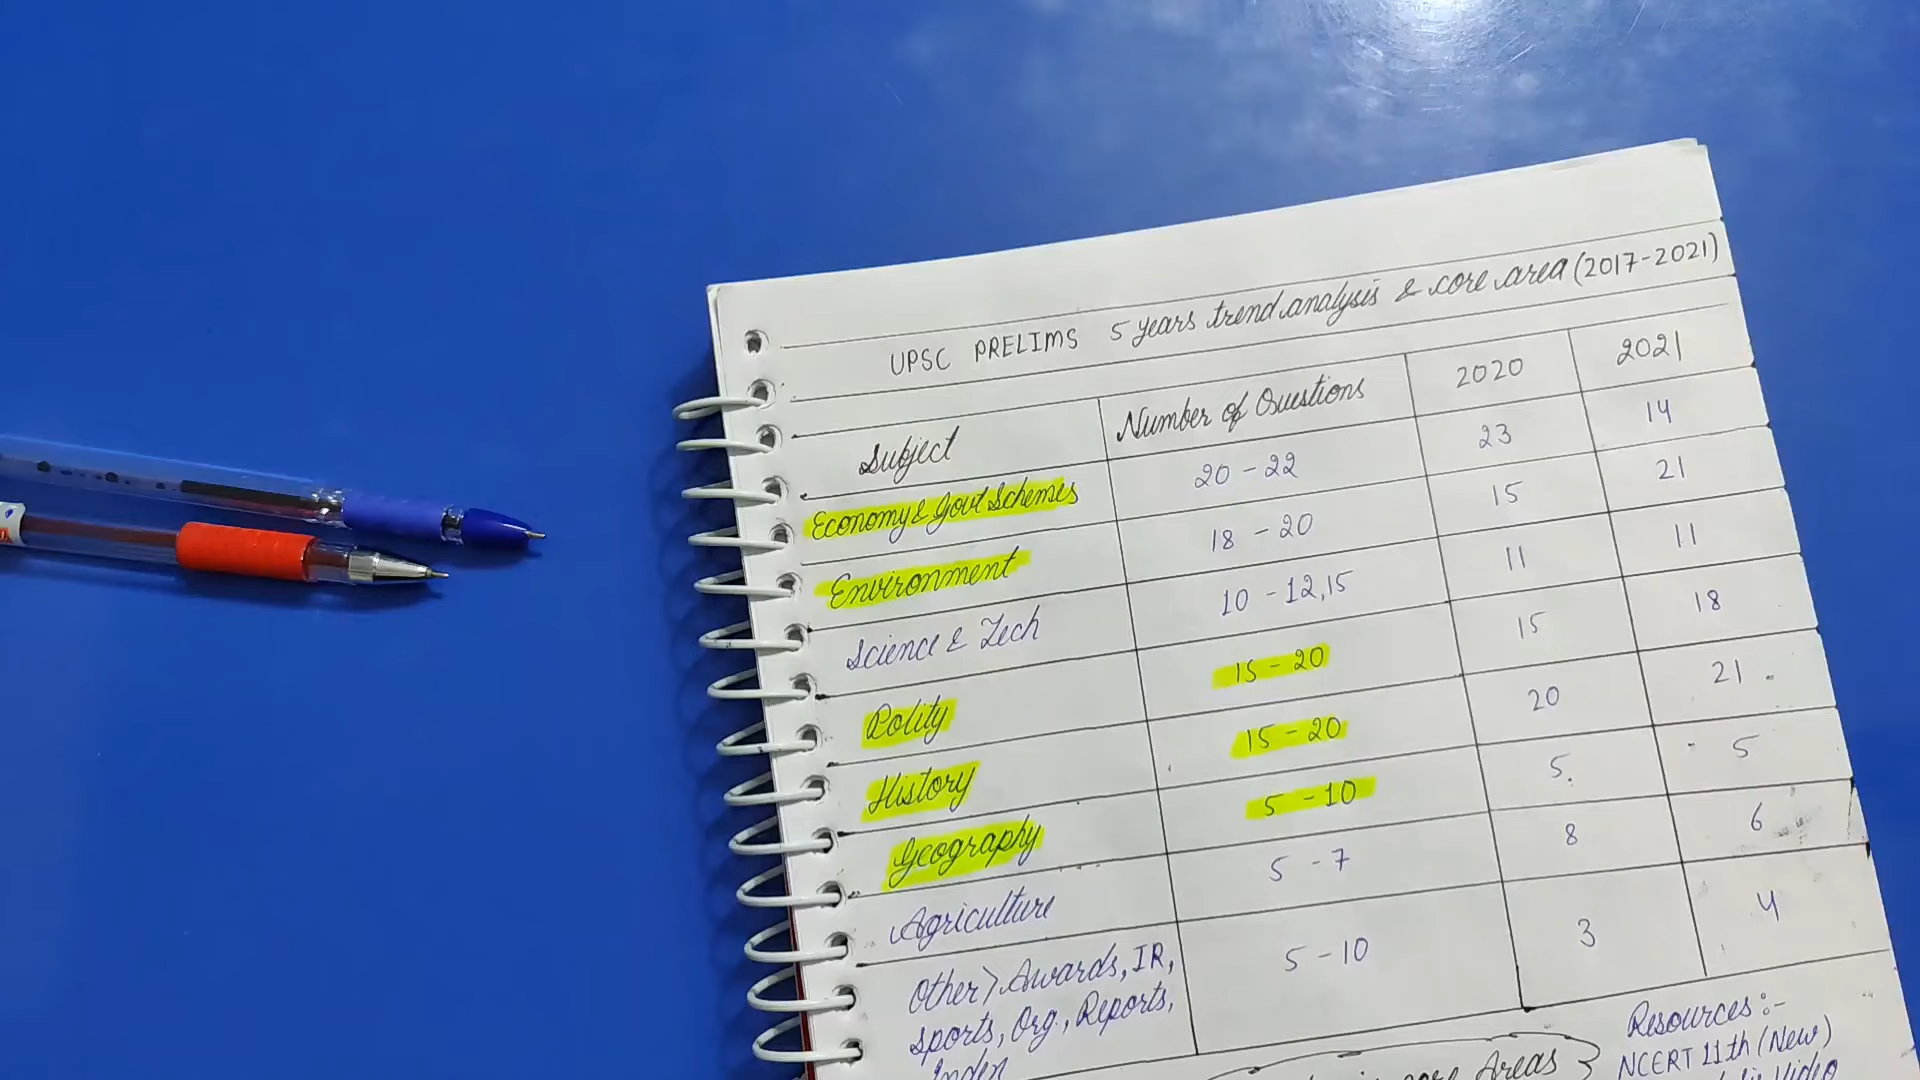 UPSC PRELIMS 5 years trend analysis & core area (2017-2021)
Subject Number of Questions 2020 2021
Economy & Govt Schemes 20 - 22 23 14
Environment 18 - 20 15 21
Science & Tech 10 - 12,15 11 11
Polity 15 - 20 15 18
History 15 - 20 20 21
Geography 5 - 10 5 5
Agriculture 5 - 7 8 6
Other > Awards, IR, 5 - 10 3 4
Sports, Org., Reports,
Index
Areas
Resources :-
NCERT 11th (New)
Video